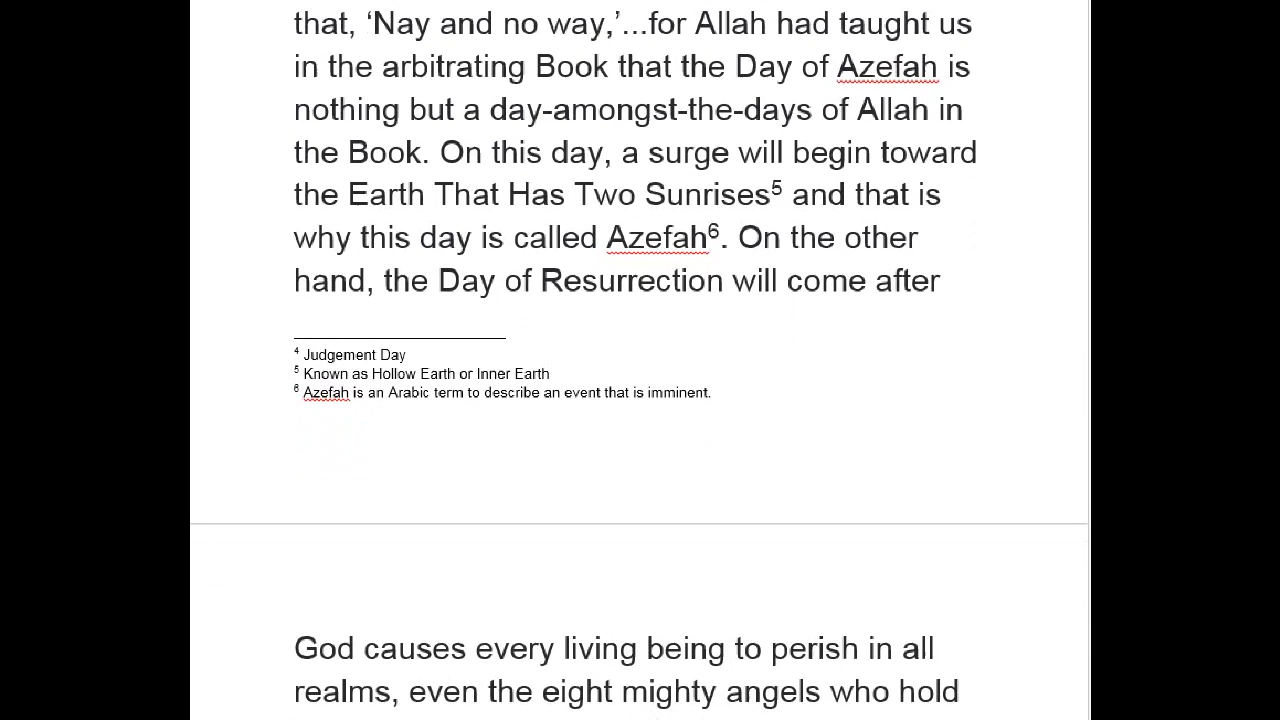 that, ‘Nay and no way,’...for Allah had taught us
in the arbitrating Book that the Day of Azefah is
nothing but a day-amongst-the-days of Allah in
the Book. On this day, a surge will begin toward
the Earth That Has Two Sunrises⁵ and that is
why this day is called Azefah⁶. On the other
hand, the Day of Resurrection will come after
⁴ Judgement Day
⁵ Known as Hollow Earth or Inner Earth
⁶ Azefah is an Arabic term to describe an event that is imminent.
God causes every living being to perish in all
realms, even the eight mighty angels who hold